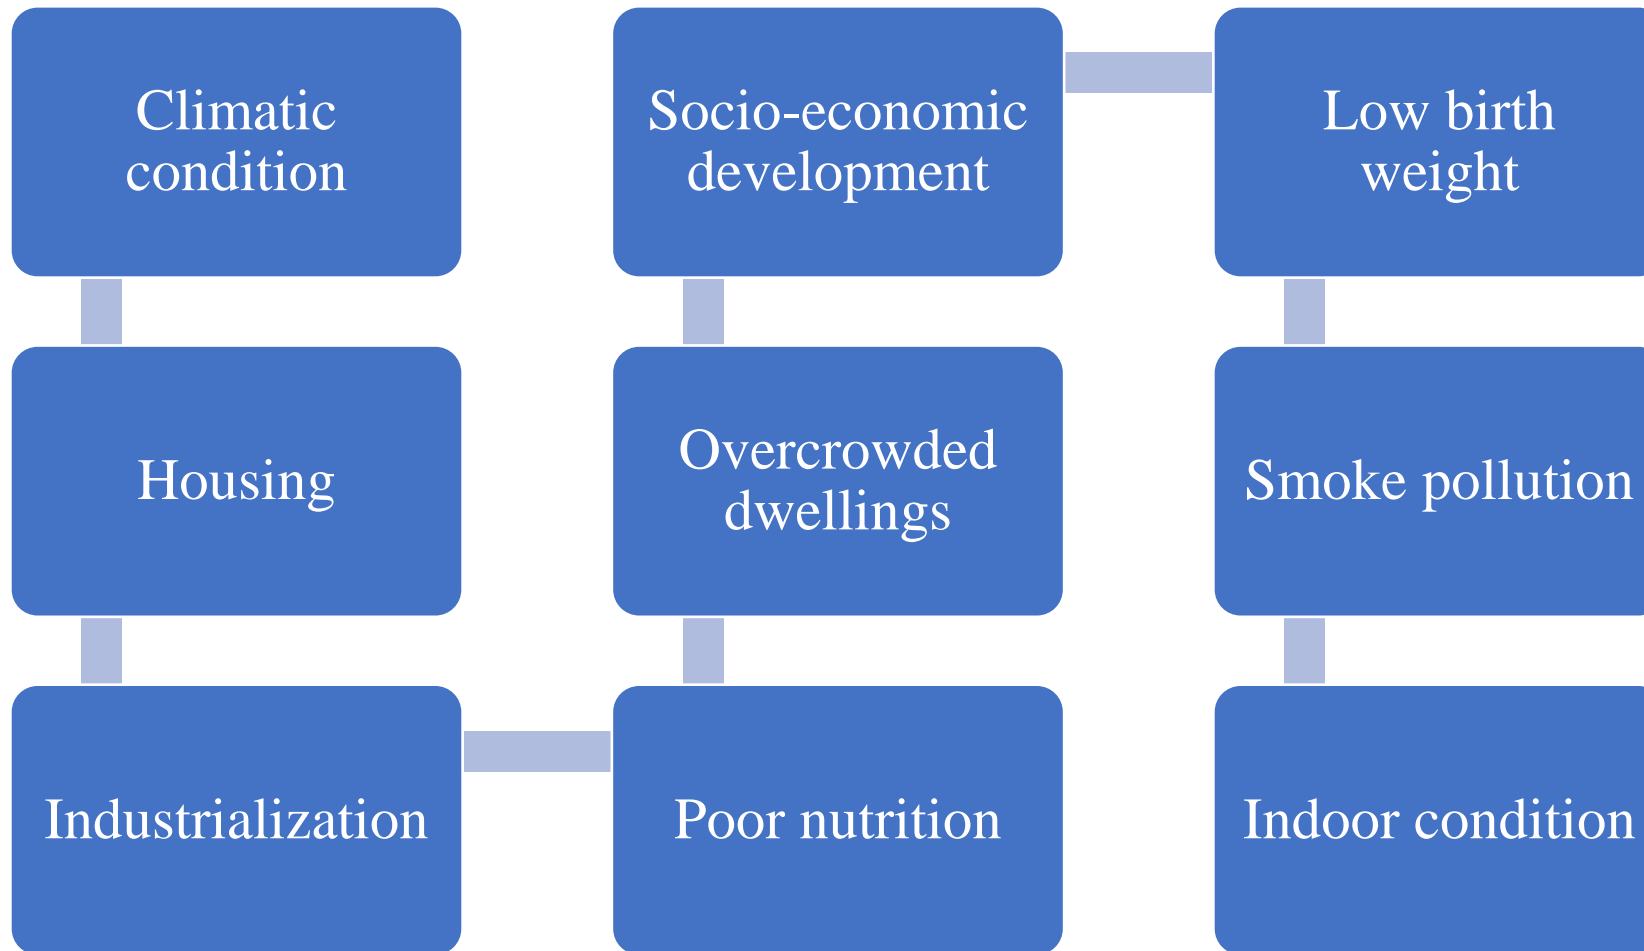 Climatic
condition
Housing
Industrialization
Poor nutrition
Overcrowded
dwellings
Socio-economic
development
Low birth
weight
Smoke pollution
Indoor condition